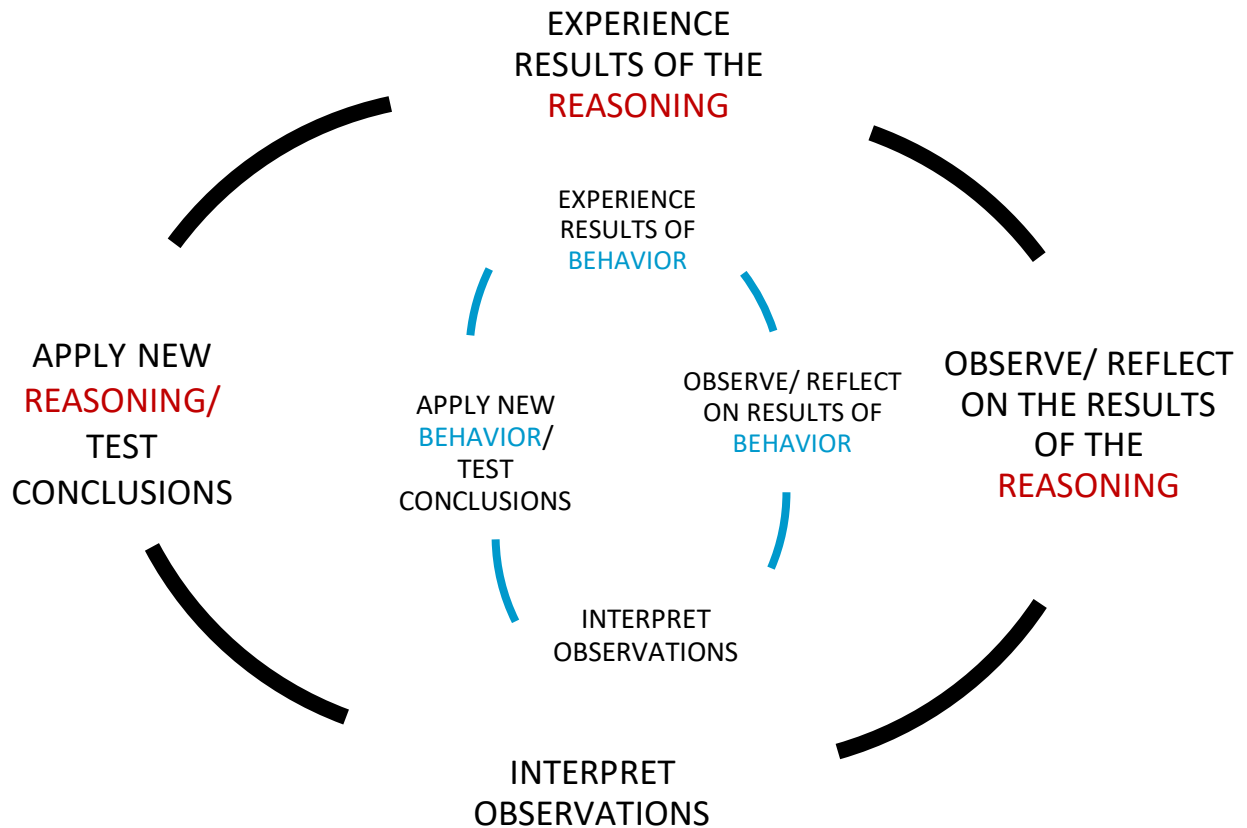 EXPERIENCE
RESULTS OF THE
REASONING
EXPERIENCE
RESULTS OF
BEHAVIOR
APPLY NEW
REASONING/
TEST
CONCLUSIONS
APPLY NEW
BEHAVIOR/
TEST
CONCLUSIONS
OBSERVE/ REFLECT
ON RESULTS OF
BEHAVIOR
OBSERVE/ REFLECT
ON THE RESULTS
OF THE
REASONING
INTERPRET
OBSERVATIONS
INTERPRET
OBSERVATIONS